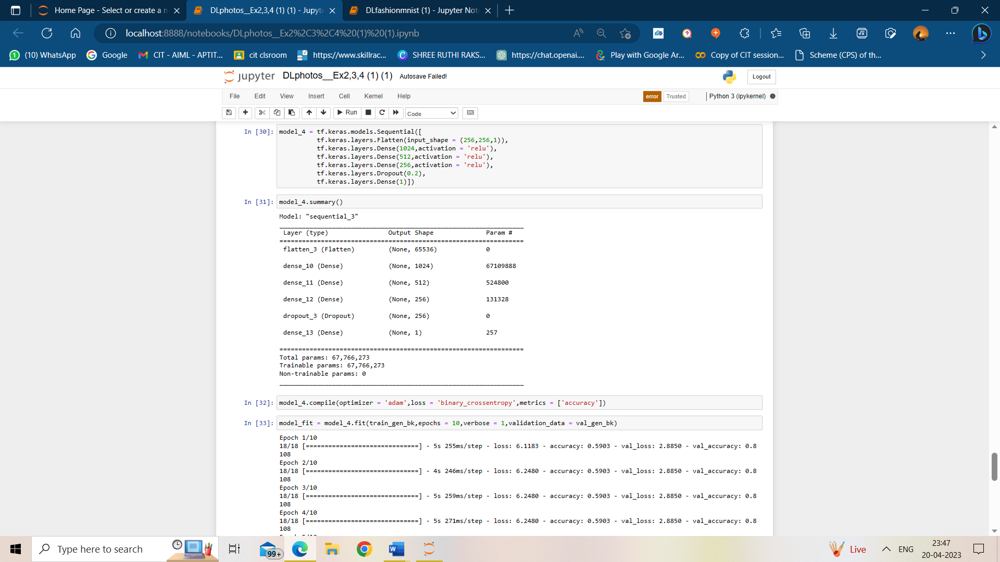 Home Page - Select or create a n
DLphotos__Ex2,3,4 (1) (1) - Jupyte
DLfashionmnist (1) - Jupyter Not
localhost:8888/notebooks/DLphotos__Ex2%2C3%2C4%20(1)%20(1).ipynb
(10) WhatsApp
Google
CIT - AIML - APTIT...
cit clsroom
https://www.skillrac...
SHREE RUTHI RAKS...
https://chat.openai....
Play with Google Ar...
Copy of CIT session...
Scheme (CPS) of th...
jupyter DLphotos__Ex2,3,4 (1) (1) Autosave Failed!
Logout
File Edit View Insert Cell Kernel Help
error Trusted Python 3 (ipykernel)
Run Code
In [30]: model_4 = tf.keras.models.Sequential([
tf.keras.layers.Flatten(input_shape = (256,256,1)),
tf.keras.layers.Dense(1024,activation = 'relu'),
tf.keras.layers.Dense(512,activation = 'relu'),
tf.keras.layers.Dense(256,activation = 'relu'),
tf.keras.layers.Dropout(0.2),
tf.keras.layers.Dense(1)])
In [31]: model_4.summary()
Model: "sequential_3"
_________________________________________________________________
Layer (type) Output Shape Param #
=================================================================
flatten_3 (Flatten) (None, 65536) 0
dense_10 (Dense) (None, 1024) 67109888
dense_11 (Dense) (None, 512) 524800
dense_12 (Dense) (None, 256) 131328
dropout_3 (Dropout) (None, 256) 0
dense_13 (Dense) (None, 1) 257
=================================================================
Total params: 67,766,273
Trainable params: 67,766,273
Non-trainable params: 0
_________________________________________________________________
In [32]: model_4.compile(optimizer = 'adam',loss = 'binary_crossentropy',metrics = ['accuracy'])
In [33]: model_fit = model_4.fit(train_gen_bk,epochs = 10,verbose = 1,validation_data = val_gen_bk)
Epoch 1/10
18/18 [==============================] - 5s 255ms/step - loss: 6.1183 - accuracy: 0.5903 - val_loss: 2.8850 - val_accuracy: 0.8
108
Epoch 2/10
18/18 [==============================] - 4s 246ms/step - loss: 6.2480 - accuracy: 0.5903 - val_loss: 2.8850 - val_accuracy: 0.8
108
Epoch 3/10
18/18 [==============================] - 5s 259ms/step - loss: 6.2480 - accuracy: 0.5903 - val_loss: 2.8850 - val_accuracy: 0.8
108
Epoch 4/10
18/18 [==============================] - 5s 271ms/step - loss: 6.2480 - accuracy: 0.5903 - val_loss: 2.8850 - val_accuracy: 0.8
108
Type here to search
99+
Live
ENG
23:47
20-04-2023